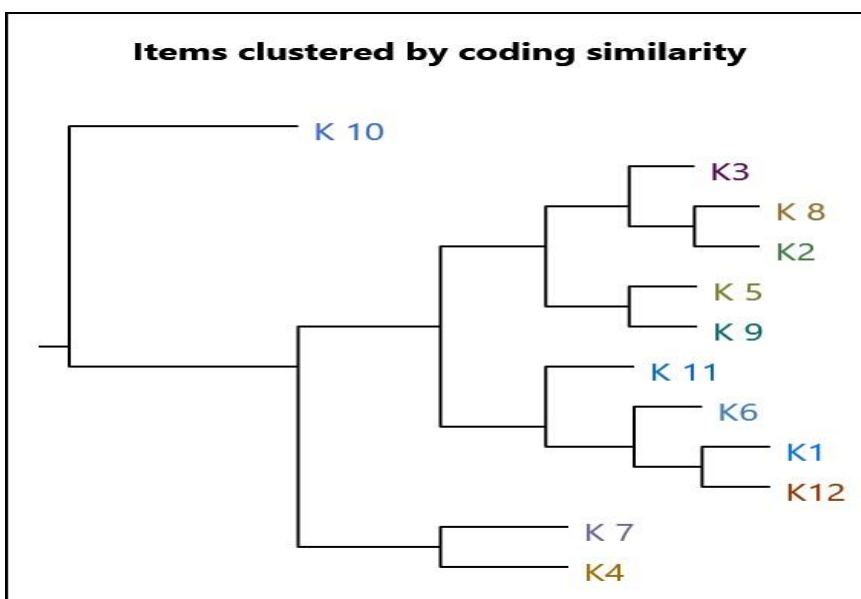 Items clustered by coding similarity
K 10
K3
K 8
K2
K 5
K 9
K 11
K6
K1
K12
K 7
K4